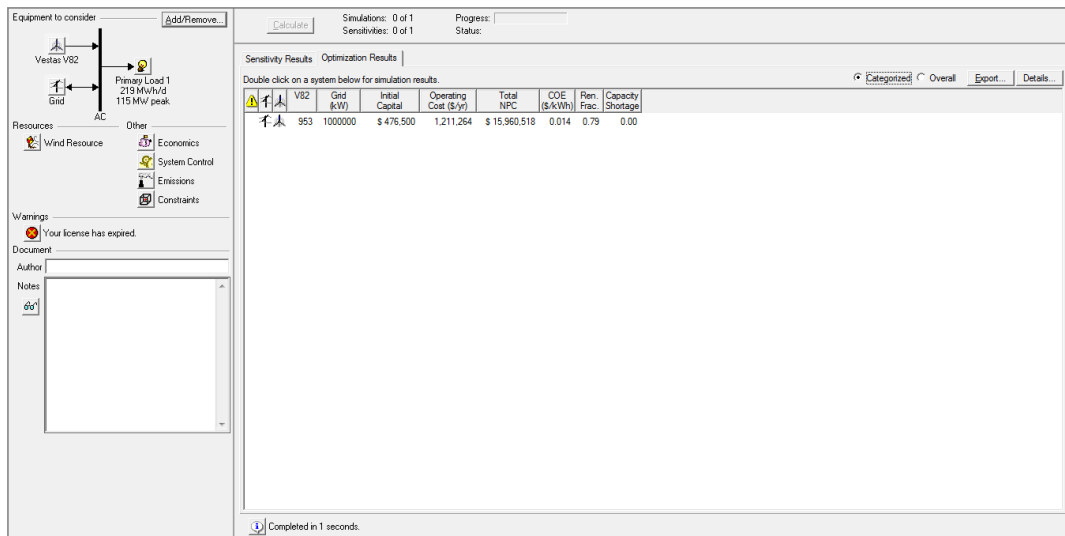 Equipment to consider
Add/Remove...
Vestas V82
Primary Load 1
219 MWh/d
115 MW peak
Grid
AC
Resources
Other
Wind Resource
Economics
System Control
Emissions
Constraints
Warnings
Your license has expired.
Document
Author
Notes
Calculate
Simulations: 0 of 1
Progress:
Sensitivities: 0 of 1
Status:
Sensitivity Results
Optimization Results
Double click on a system below for simulation results.
Categorized
Overall
Export...
Details...
V82 Grid (kW) Initial Capital Operating Cost ($/yr) Total NPC COE ($/kWh) Ren. Frac. Capacity Shortage
953 1000000 $ 476,500 1,211,264 $ 15,960,518 0.014 0.79 0.00
Completed in 1 seconds.